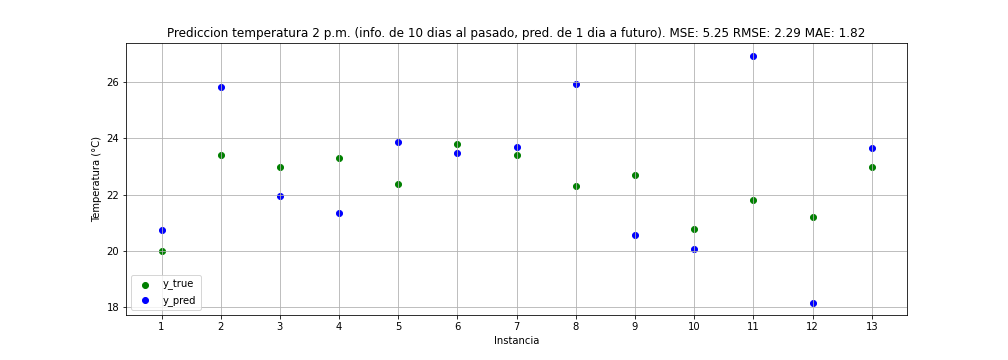 Prediccion temperatura 2 p.m. (info. de 10 dias al pasado, pred. de 1 dia a futuro). MSE: 5.25 RMSE: 2.29 MAE: 1.82
Temperatura (°C)
26
24
22
20
18
y_true
y_pred
1 2 3 4 5 6 7 8 9 10 11 12 13
Instancia